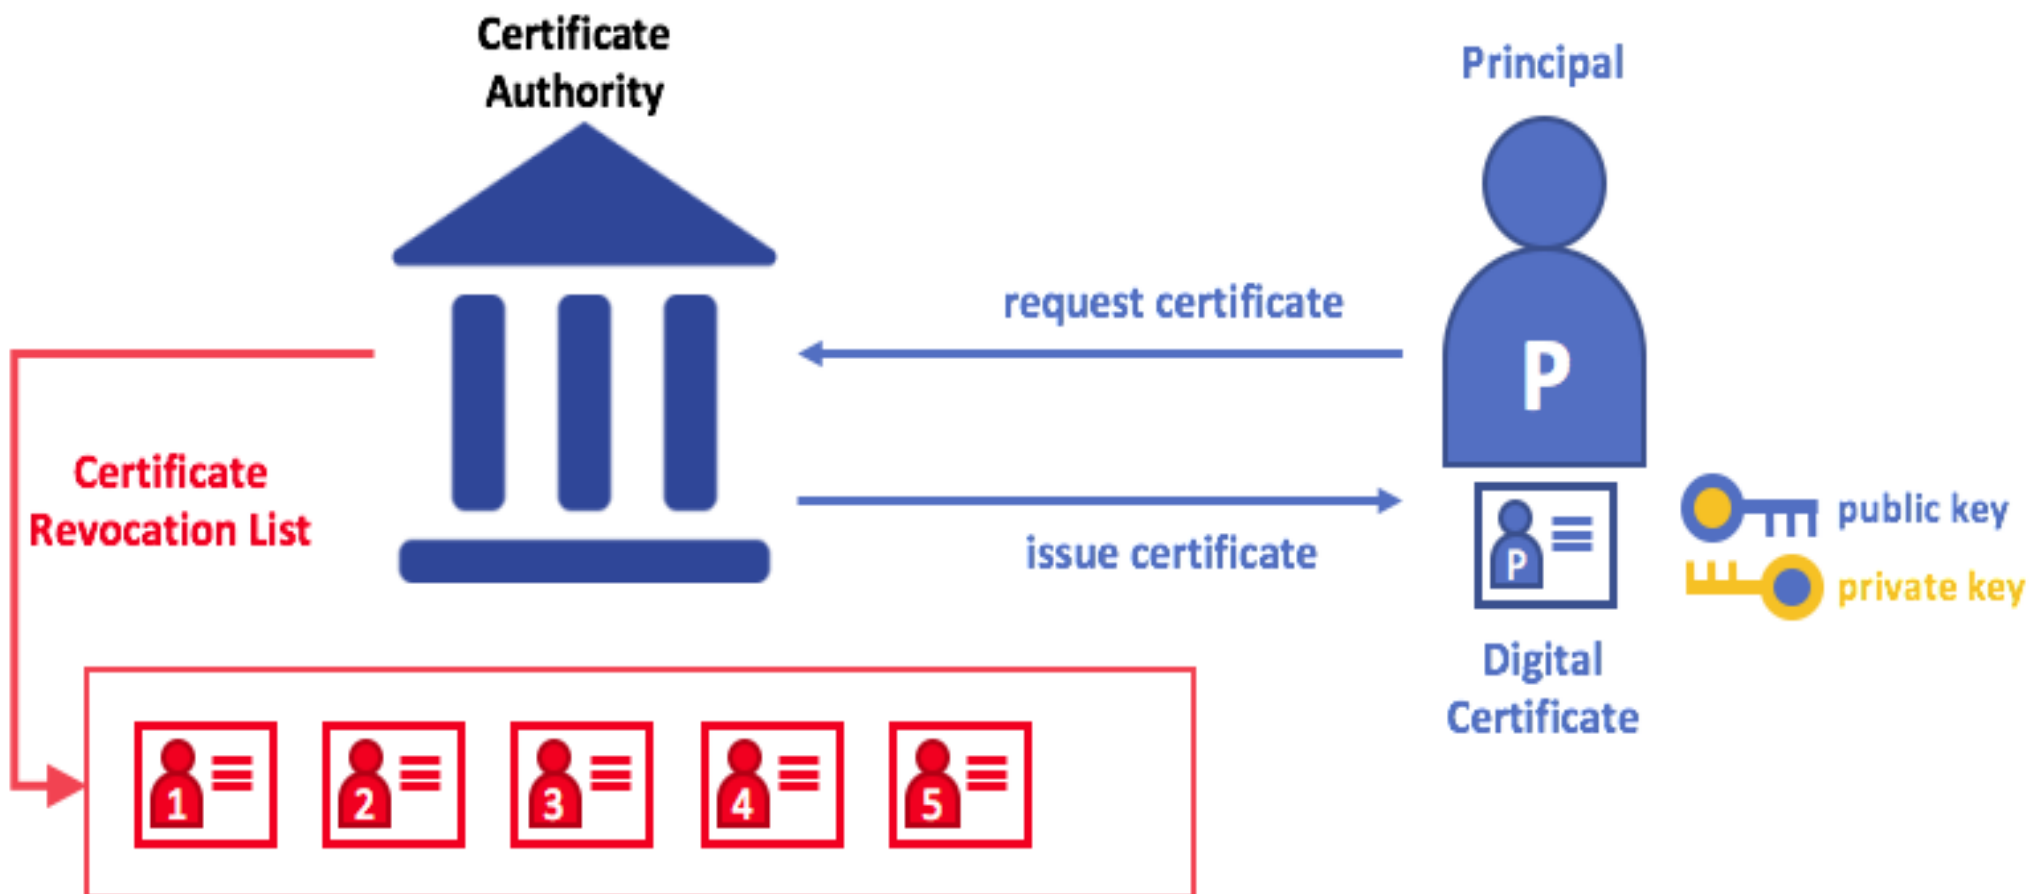 Certificate
Authority
Principal
request certificate
P
Certificate
Revocation List
issue certificate
P
public key
private key
Digital
Certificate
1
2
3
4
5